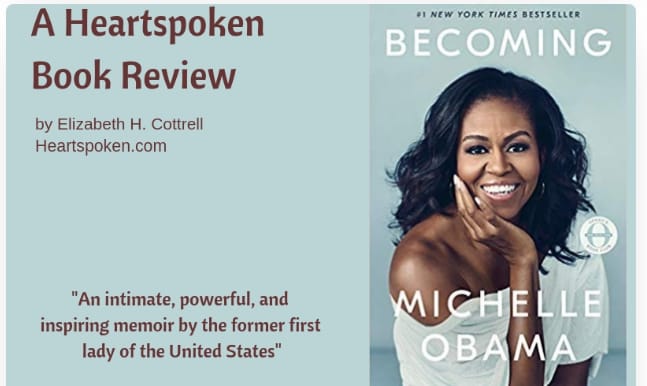 A Heartspoken
Book Review
by Elizabeth H. Cottrell
Heartspoken.com
"An intimate, powerful, and
inspiring memoir by the former first
lady of the United States"
#1 NEW YORK TIMES BESTSELLER
BECOMING
MICHELLE
OBAMA